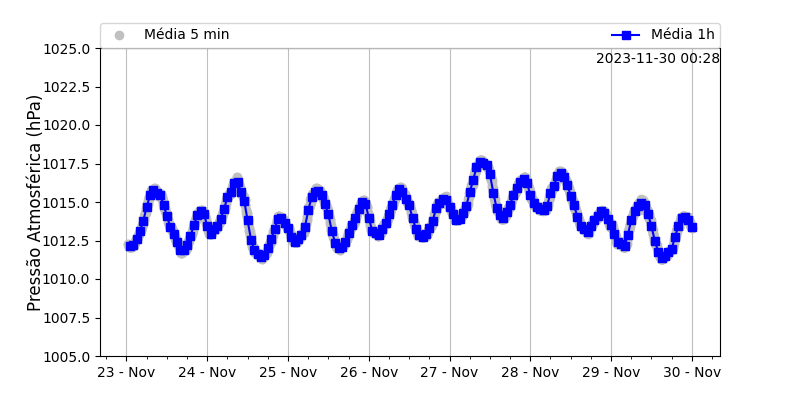 Média 5 min
Média 1h
2023-11-30 00:28
Pressão Atmosférica (hPa)
1025.0
1022.5
1020.0
1017.5
1015.0
1012.5
1010.0
1007.5
1005.0
23 - Nov
24 - Nov
25 - Nov
26 - Nov
27 - Nov
28 - Nov
29 - Nov
30 - Nov